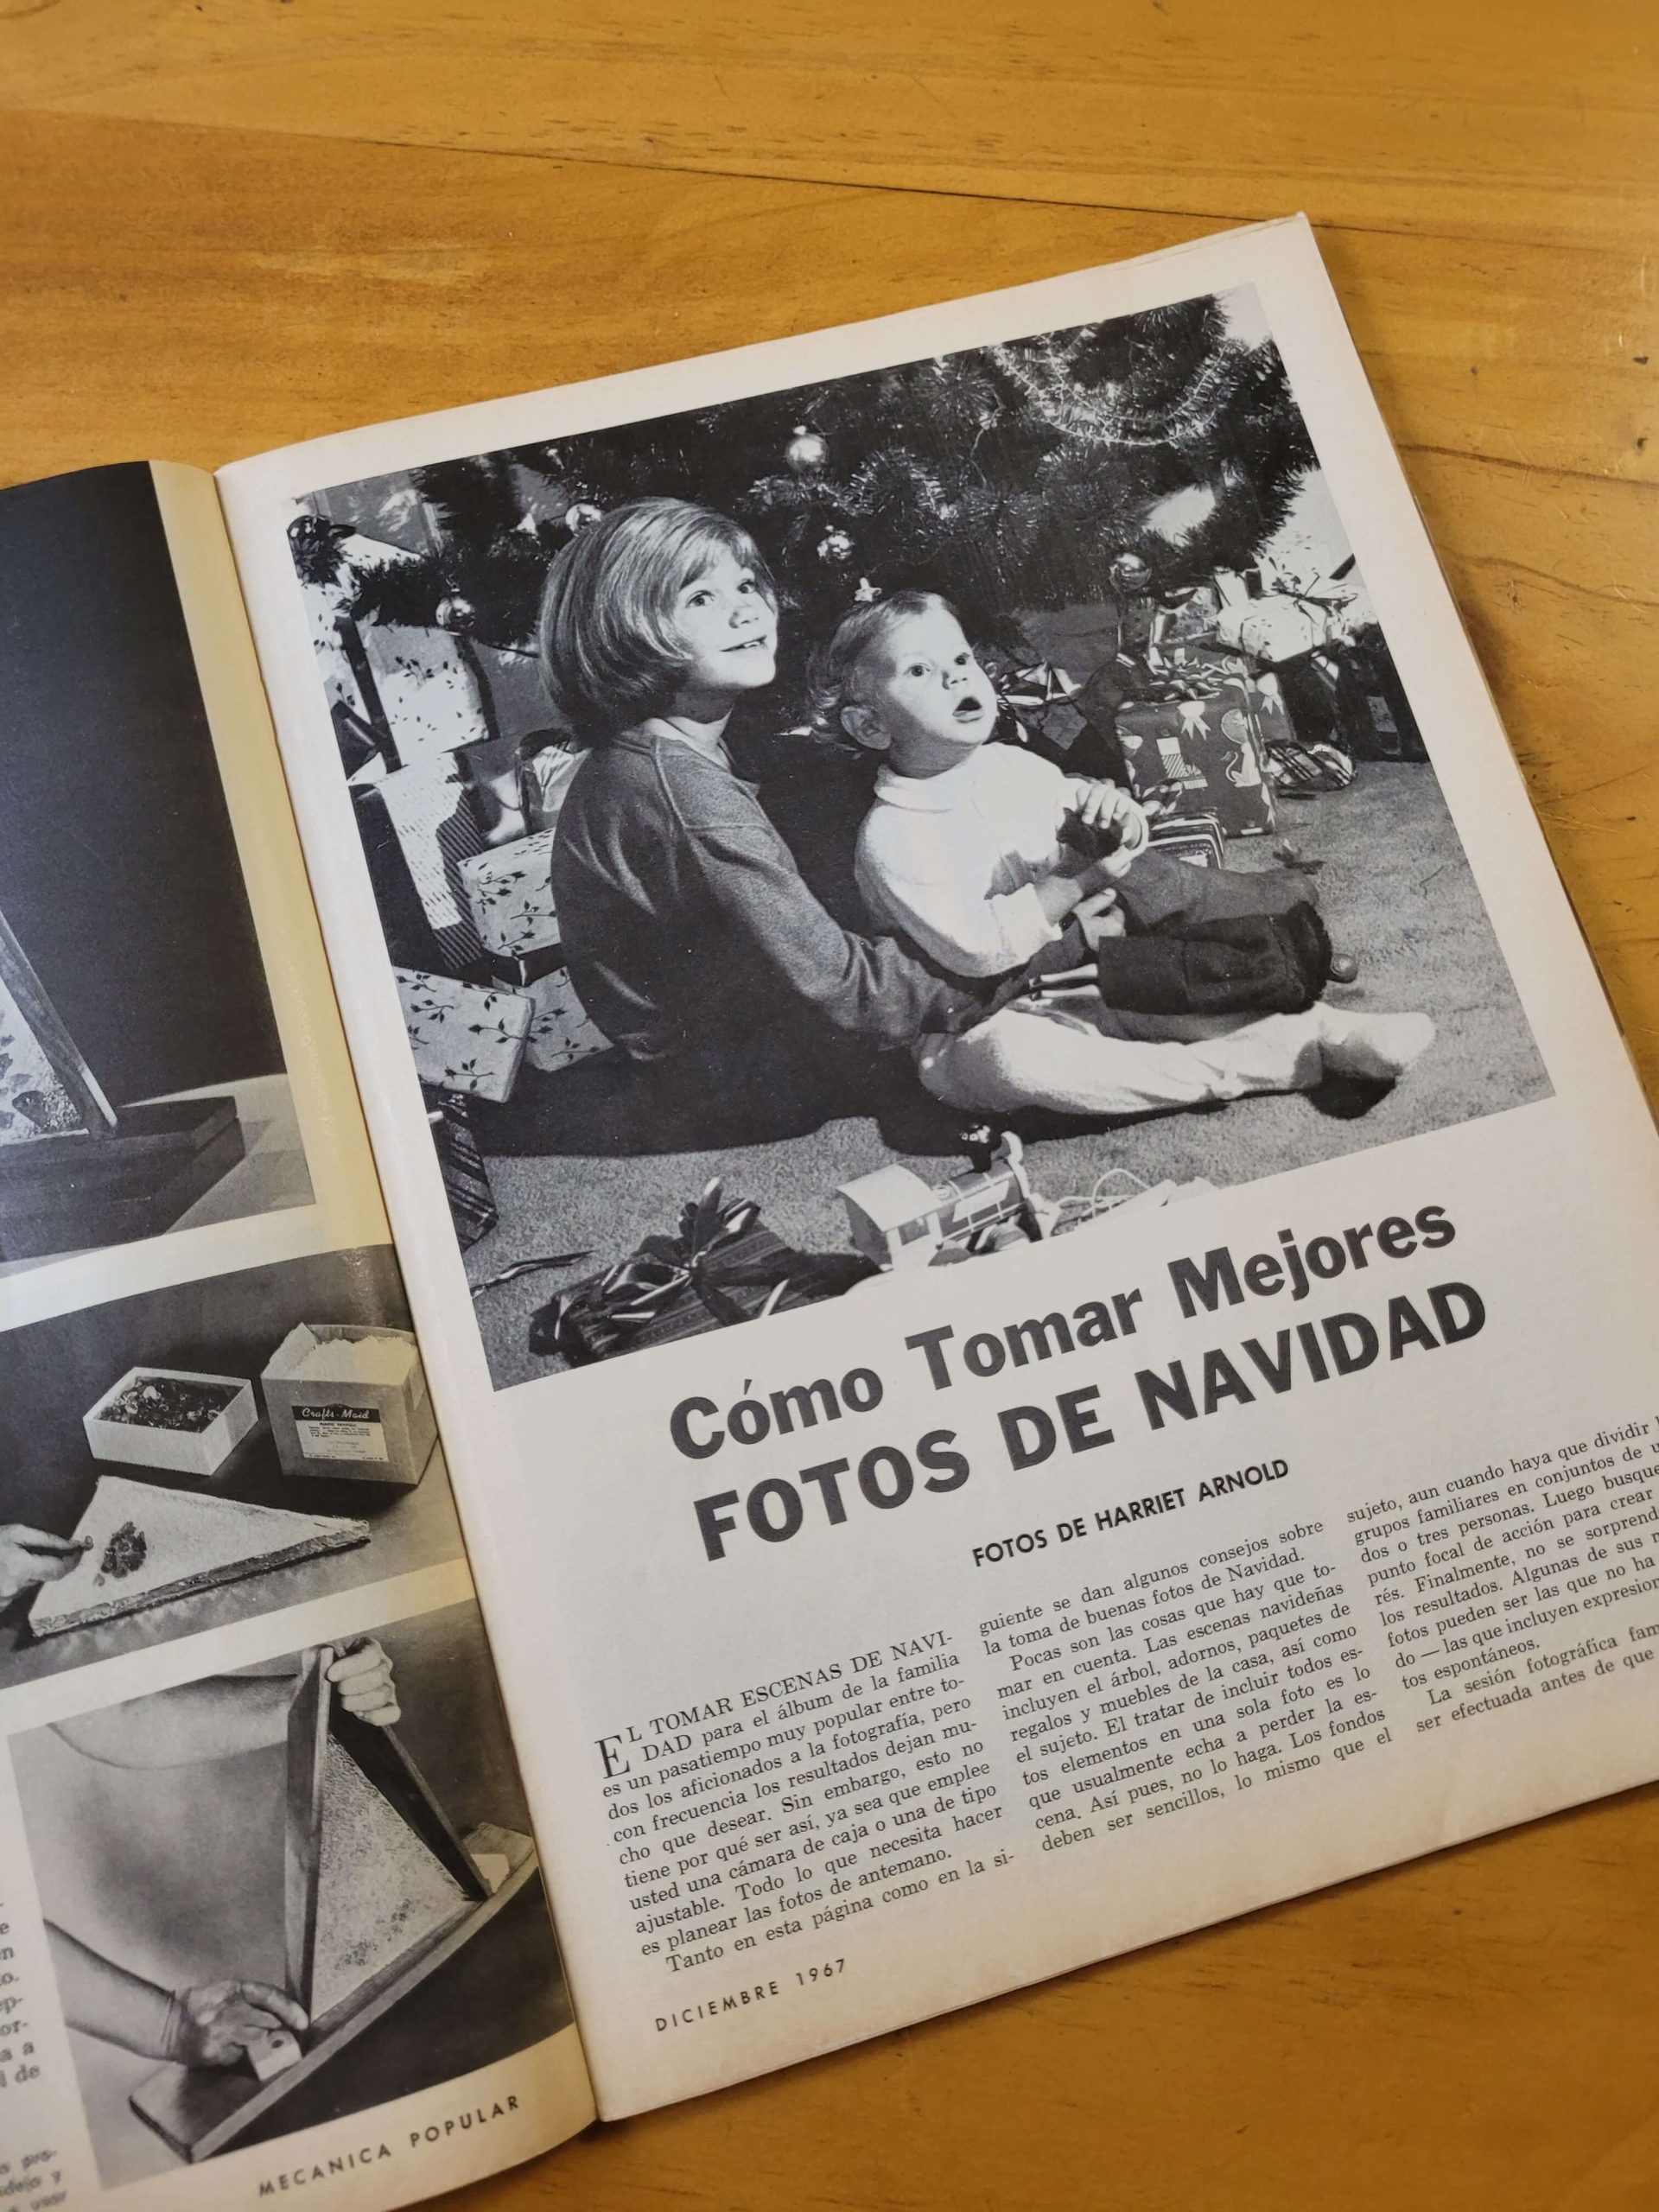 Crafts-Maid
MECANICA POPULAR
Cómo Tomar Mejores
FOTOS DE NAVIDAD
FOTOS DE HARRIET ARNOLD
EL TOMAR ESCENAS DE NAVI-
DAD para el álbum de la familia
es un pasatiempo muy popular entre to-
dos los aficionados a la fotografía, pero
con frecuencia los resultados dejan mu-
cho que desear. Sin embargo, esto no
tiene por qué ser así, ya sea que emplee
usted una cámara de caja o una de tipo
ajustable. Todo lo que necesita hacer
es planear las fotos de antemano.
Tanto en esta página como en la si-
guiente se dan algunos consejos sobre
la toma de buenas fotos de Navidad.
Pocas son las cosas que hay que to-
mar en cuenta. Las escenas navideñas
incluyen el árbol, adornos, paquetes de
regalos y muebles de la casa, así como
el sujeto. El tratar de incluir todos es-
tos elementos en una sola foto es lo
que usualmente echa a perder la es-
cena. Así pues, no lo haga. Los fondos
deben ser sencillos, lo mismo que el
sujeto, aun cuando haya que dividir
grupos familiares en conjuntos de
dos o tres personas. Luego busque
punto focal de acción para crear
rés. Finalmente, no se
los resultados. Algunas de sus
fotos pueden ser las que no ha
do — las que incluyen
tos espontáneos.
La sesión fotográfica
ser efectuada antes de que
DICIEMBRE 1967